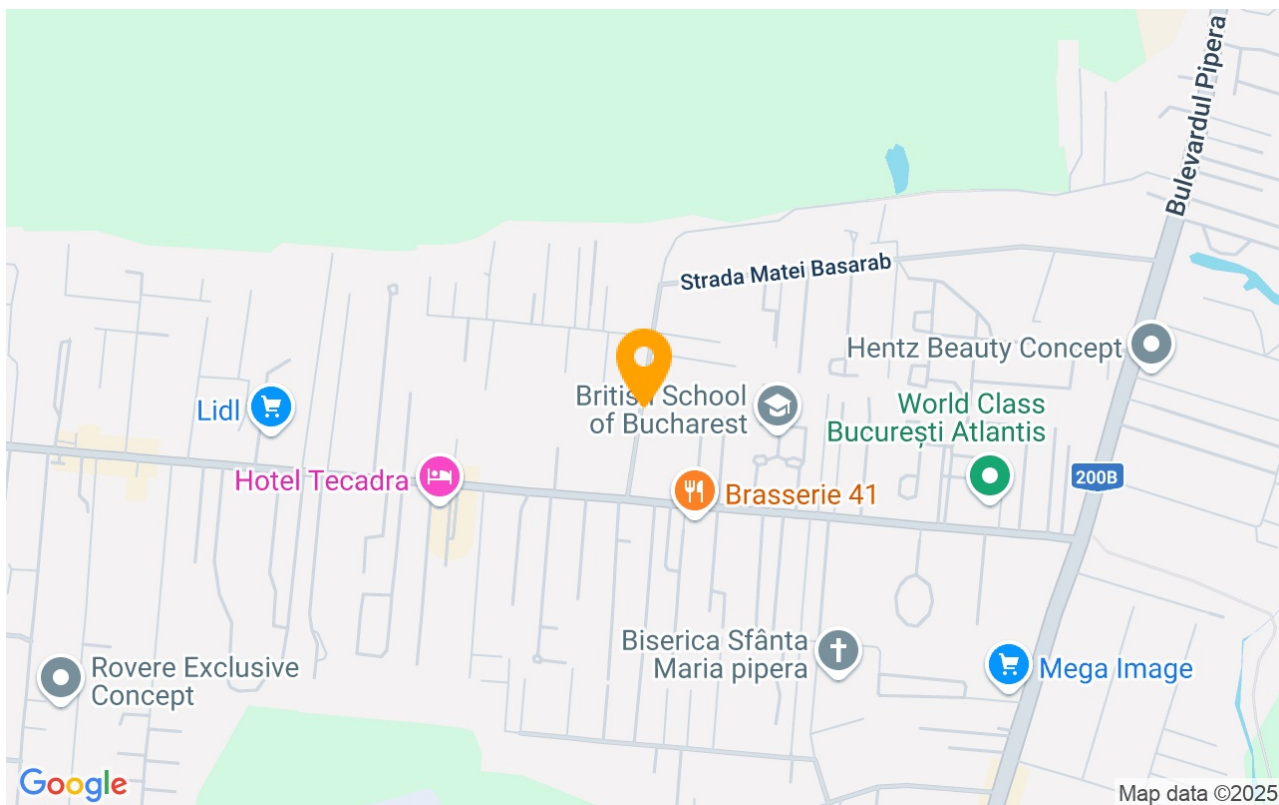 Bulevardul Pipera
Strada Matei Basarab
Hentz Beauty Concept
British School
of Bucharest
Lidl
World Class
București Atlantis
Hotel Tecadra
Brasserie 41
200B
Biserica Sfânta
Maria pipera
Rovere Exclusive
Concept
Mega Image
Google
Map data ©2025